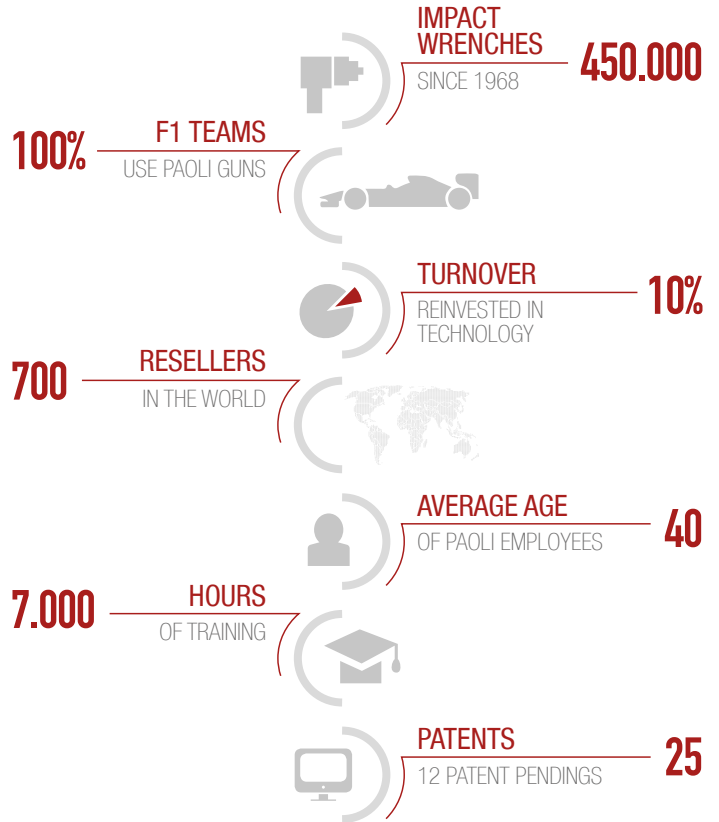 IMPACT
WRENCHES
SINCE 1968
450.000
100%
F1 TEAMS
USE PAOLI GUNS
TURNOVER
REINVESTED IN
TECHNOLOGY
10%
700
RESELLERS
IN THE WORLD
AVERAGE AGE
OF PAOLI EMPLOYEES
40
7.000
HOURS
OF TRAINING
PATENTS
12 PATENT PENDINGS
25